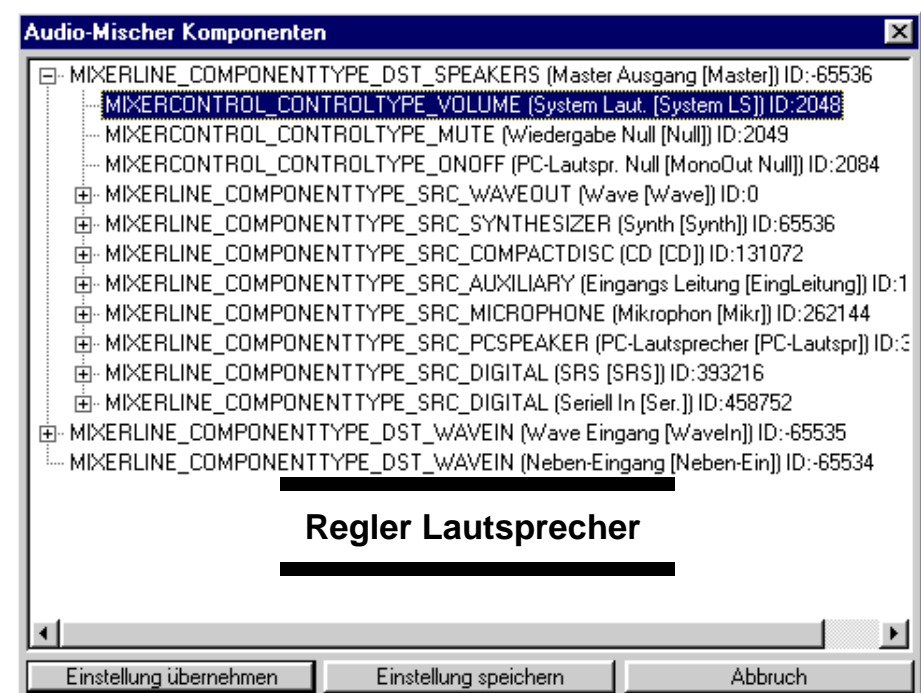 Audio-Mischer Komponenten
MIXERLINE_COMPONENTTYPE_DST_SPEAKERS (Master Ausgang [Master]) ID:-65536
MIXERCONTROL_CONTROLTYPE_VOLUME (System Laut. [System LS]) ID:2048
MIXERCONTROL_CONTROLTYPE_MUTE (Wiedergabe Null [Null]) ID:2049
MIXERCONTROL_CONTROLTYPE_ONOFF (PC-Lautspr. Null [MonoOut Null]) ID:2084
MIXERLINE_COMPONENTTYPE_SRC_WAVEOUT (Wave [Wave]) ID:0
MIXERLINE_COMPONENTTYPE_SRC_SYNTHESIZER (Synth [Synth]) ID:65536
MIXERLINE_COMPONENTTYPE_SRC_COMPACTDISC (CD [CD]) ID:131072
MIXERLINE_COMPONENTTYPE_SRC_AUXILIARY (Eingangs Leitung [EingLeitung]) ID:1
MIXERLINE_COMPONENTTYPE_SRC_MICROPHONE (Mikrophon [Mikr]) ID:262144
MIXERLINE_COMPONENTTYPE_SRC_PCSPEAKER (PC-Lautsprecher [PC-Lautspr]) ID:3
MIXERLINE_COMPONENTTYPE_SRC_DIGITAL (SRS [SRS]) ID:393216
MIXERLINE_COMPONENTTYPE_SRC_DIGITAL (Seriell In [Ser.]) ID:458752
MIXERLINE_COMPONENTTYPE_DST_WAVEIN (Wave Eingang [WaveIn]) ID:-65535
MIXERLINE_COMPONENTTYPE_DST_WAVEIN (Neben-Eingang [Neben-Ein]) ID:-65534
Regler Lautsprecher
Einstellung übernehmen
Einstellung speichern
Abbruch